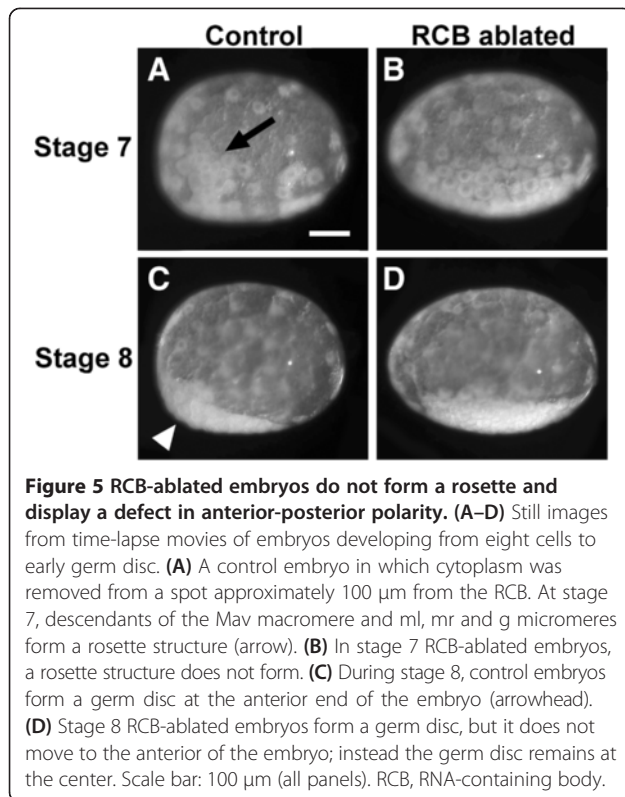 Control
RCB ablated
Stage 7
A
B
Stage 8
C
D
Figure 5 RCB-ablated embryos do not form a rosette and
display a defect in anterior-posterior polarity. (A–D) Still images
from time-lapse movies of embryos developing from eight cells to
early germ disc. (A) A control embryo in which cytoplasm was
removed from a spot approximately 100 μm from the RCB. At stage
7, descendants of the Mav macromere and ml, mr and g micromeres
form a rosette structure (arrow). (B) In stage 7 RCB-ablated embryos,
a rosette structure does not form. (C) During stage 8, control embryos
form a germ disc at the anterior end of the embryo (arrowhead).
(D) Stage 8 RCB-ablated embryos form a germ disc, but it does not
move to the anterior of the embryo; instead the germ disc remains at
the center. Scale bar: 100 μm (all panels). RCB, RNA-containing body.